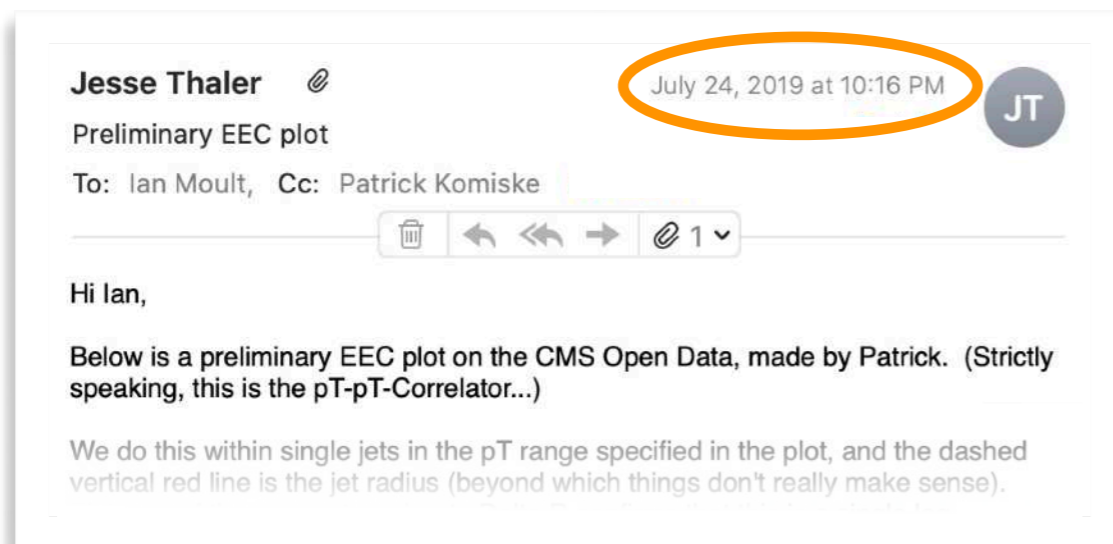 Jesse Thaler
July 24, 2019 at 10:16 PM
JT
Preliminary EEC plot
To: Ian Moult, Cc: Patrick Komiske
1
Hi Ian,
Below is a preliminary EEC plot on the CMS Open Data, made by Patrick. (Strictly
speaking, this is the pT-pT-Correlator...)
We do this within single jets in the pT range specified in the plot, and the dashed
vertical red line is the jet radius (beyond which things don't really make sense).